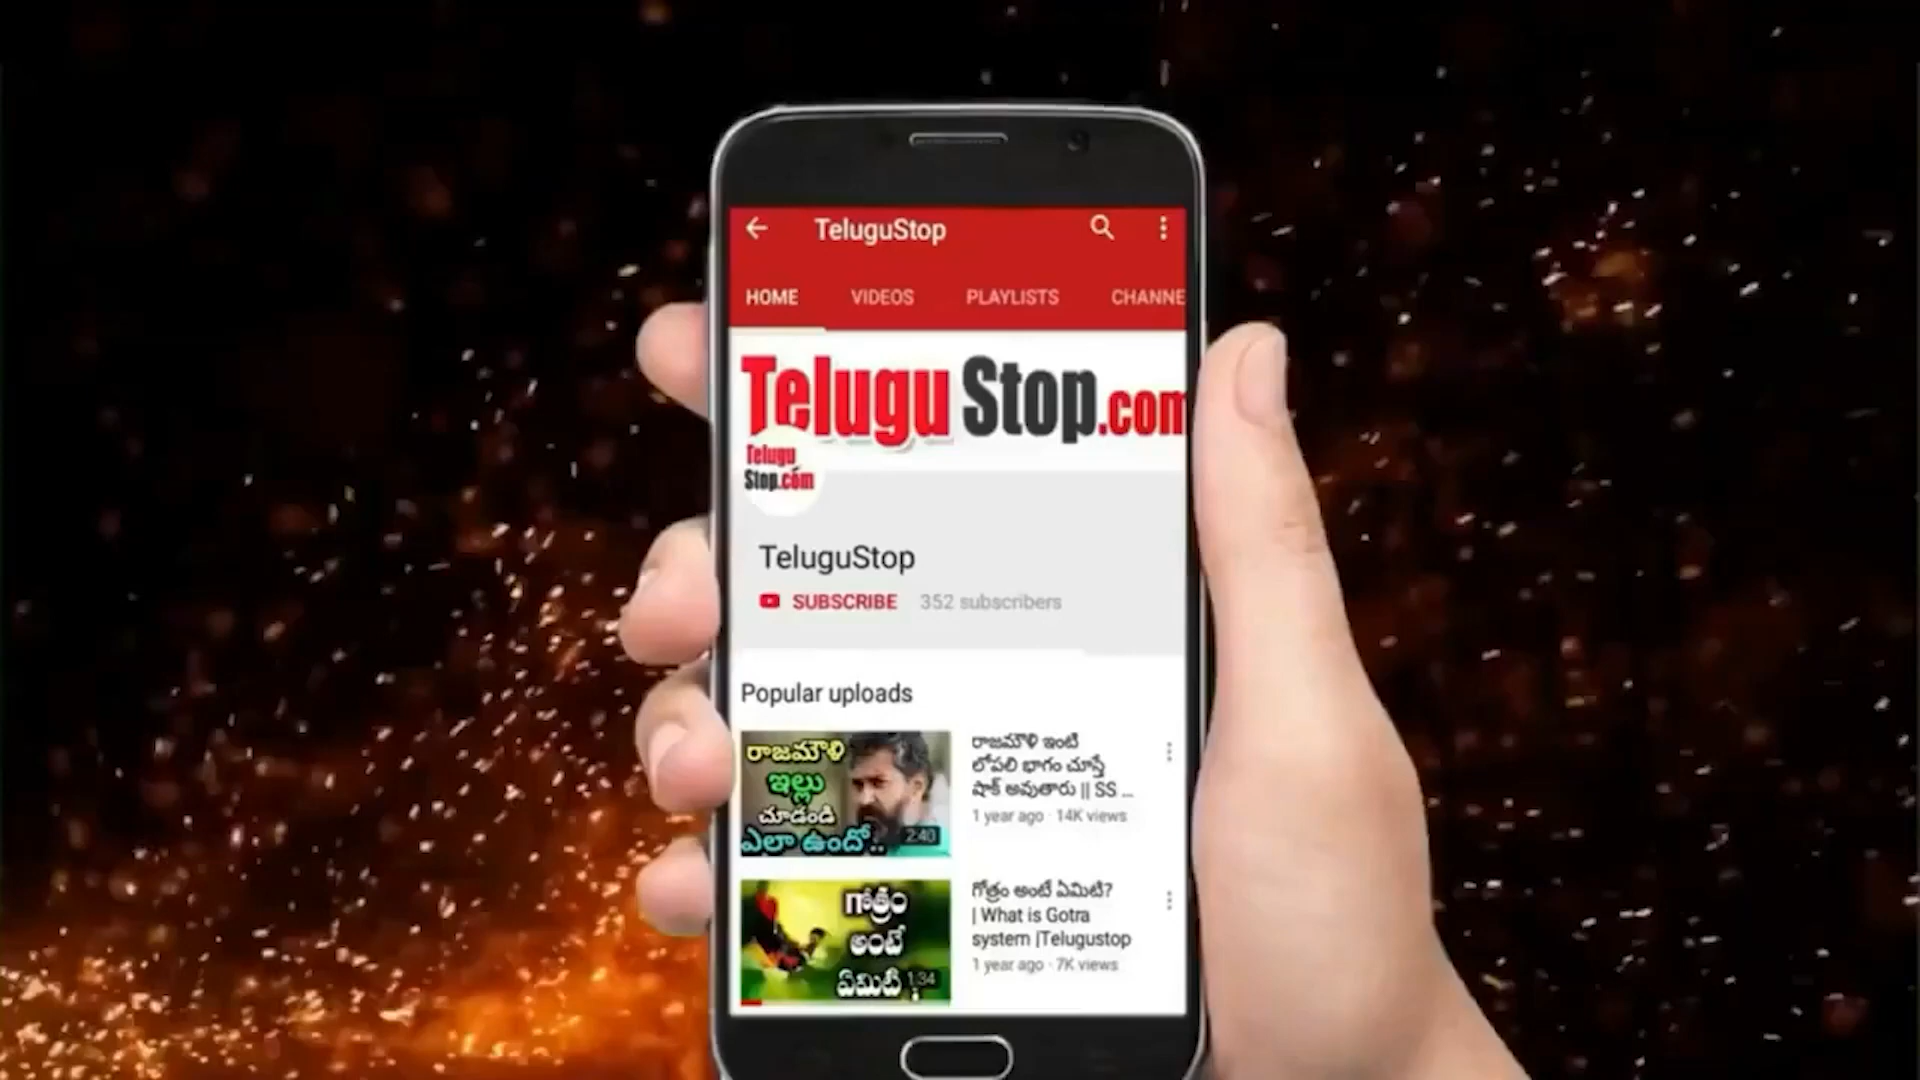 TeluguStop
HOME VIDEOS PLAYLISTS CHANNE
Telugu Stop.com
Telugu
Stop.com
TeluguStop
SUBSCRIBE 352 subscribers
Popular uploads
రాజమౌళి
ఇల్లు
చూడండి
ఎలా ఉందో..
2:40
రాజమౌళి ఇంటి
లోపలి భాగం చూస్తే
షాక్ అవుతారు || SS ...
1 year ago · 14K views
గోత్రం
అంటే
ఏమిటి
1:34
గోత్రం అంటే ఏమిటి?
| What is Gotra
system |Telugustop
1 year ago · 7K views